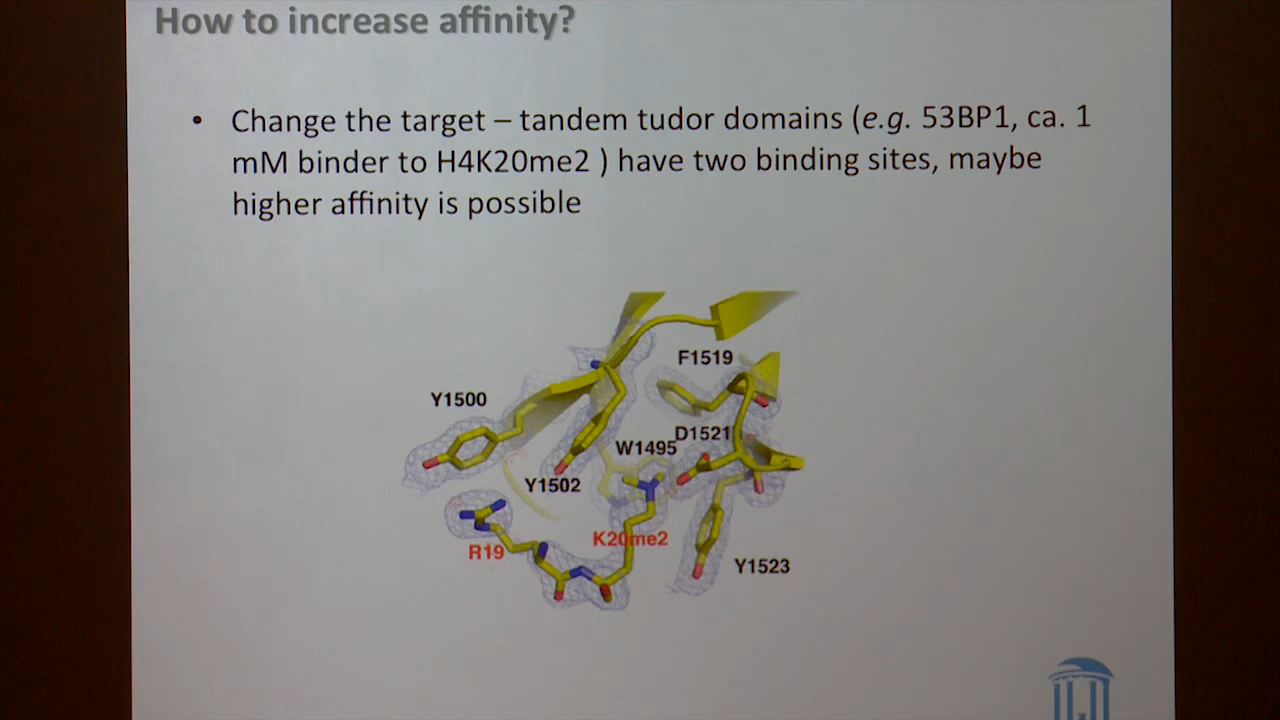 How to increase affinity?
• Change the target – tandem tudor domains (e.g. 53BP1, ca. 1
mM binder to H4K20me2 ) have two binding sites, maybe
higher affinity is possible
F1519
Y1500
D1521
W1495
Y1502
K20me2
R19
Y1523